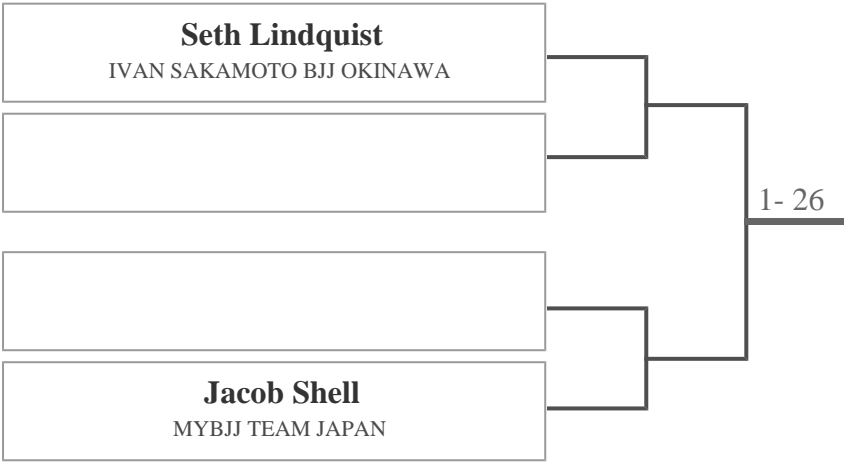 Seth Lindquist
IVAN SAKAMOTO BJJ OKINAWA
1- 26
Jacob Shell
MYBJJ TEAM JAPAN